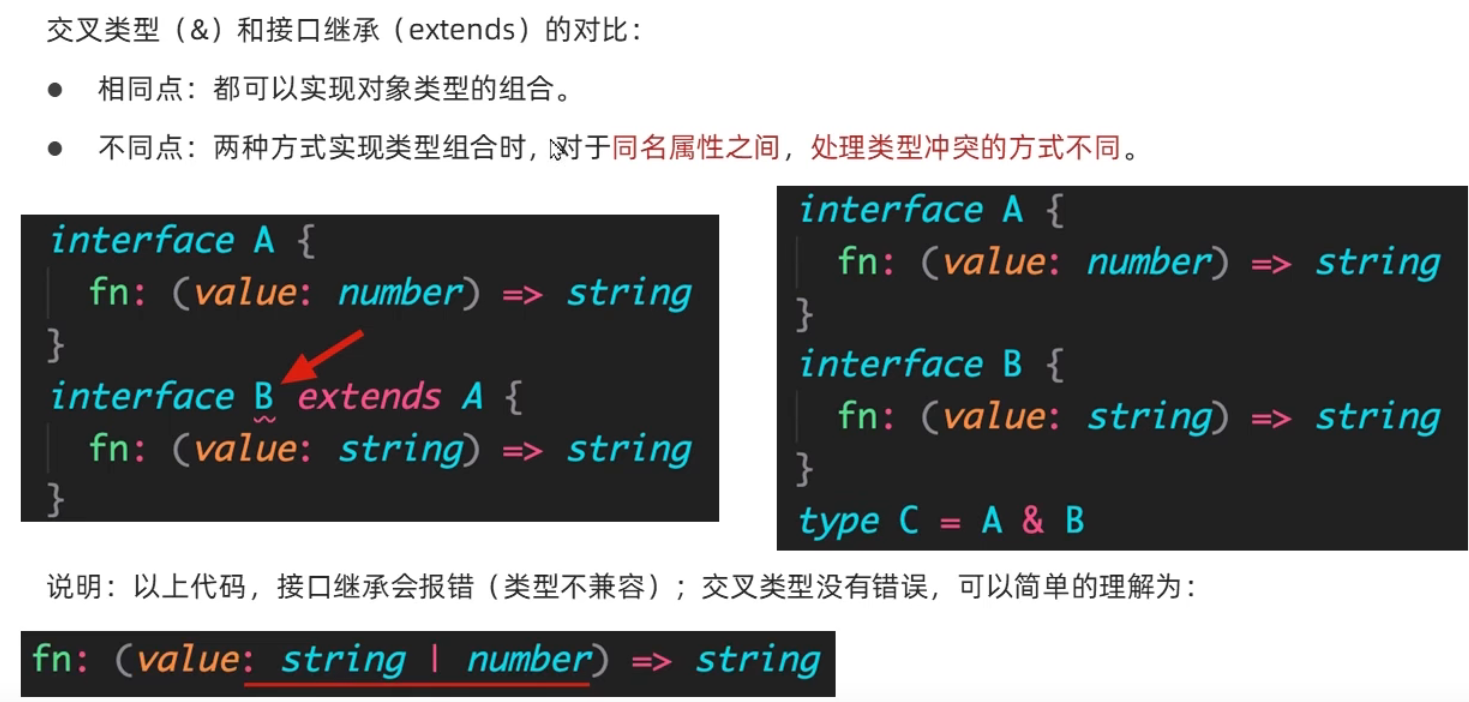 交叉类型（&）和接口继承（extends）的对比：
● 相同点：都可以实现对象类型的组合。
● 不同点：两种方式实现类型组合时，对于同名属性之间，处理类型冲突的方式不同。
interface A {
fn: (value: number) => string
}
interface B extends A {
fn: (value: string) => string
}
interface A {
fn: (value: number) => string
}
interface B {
fn: (value: string) => string
}
type C = A & B
说明：以上代码，接口继承会报错（类型不兼容）；交叉类型没有错误，可以简单的理解为：
fn: (value: string | number) => string